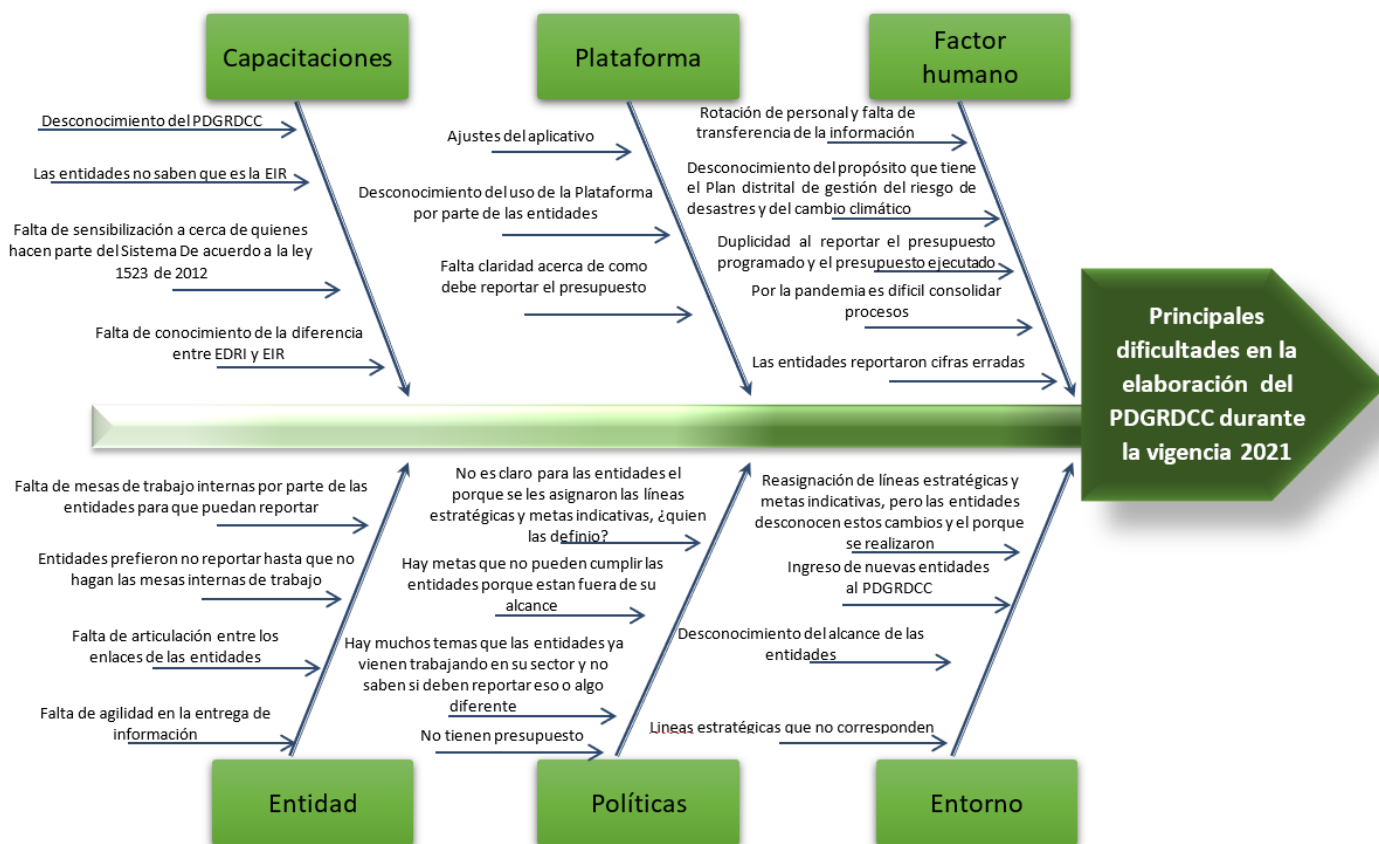 Capacitaciones
Desconocimiento del PDGRDCC
Las entidades no saben que es la EIR
Falta de sensibilización a cerca de quienes
hacen parte del Sistema De acuerdo a la ley
1523 de 2012
Falta de conocimiento de la diferencia
entre EDRI y EIR
Plataforma
Ajustes del aplicativo
Desconocimiento del uso de la Plataforma
por parte de las entidades
Falta claridad acerca de como
debe reportar el presupuesto
Factor
humano
Rotación de personal y falta de
transferencia de la información
Desconocimiento del propósito que tiene
el Plan distrital de gestión del riesgo de
desastres y del cambio climático
Duplicidad al reportar el presupuesto
programado y el presupuesto ejecutado
Por la pandemia es dificil consolidar
procesos
Las entidades reportaron cifras erradas
Principales
dificultades en la
elaboración del
PDGRDCC durante
la vigencia 2021
Falta de mesas de trabajo internas por parte de las
entidades para que puedan reportar
Entidades prefieron no reportar hasta que no
hagan las mesas internas de trabajo
Falta de articulación entre los
enlaces de las entidades
Falta de agilidad en la entrega de
información
Entidad
No es claro para las entidades el
porque se les asignaron las líneas
estratégicas y metas indicativas, ¿quien
las definio?
Hay metas que no pueden cumplir las
entidades porque estan fuera de su
alcance
Hay muchos temas que las entidades ya
vienen trabajando en su sector y no
saben si deben reportar eso o algo
diferente
No tienen presupuesto
Políticas
Reasignación de líneas estratégicas y
metas indicativas, pero las entidades
desconocen estos cambios y el porque
se realizaron
Ingreso de nuevas entidades
al PDGRDCC
Desconocimiento del alcance de las
entidades
Lineas estratégicas que no corresponden
Entorno